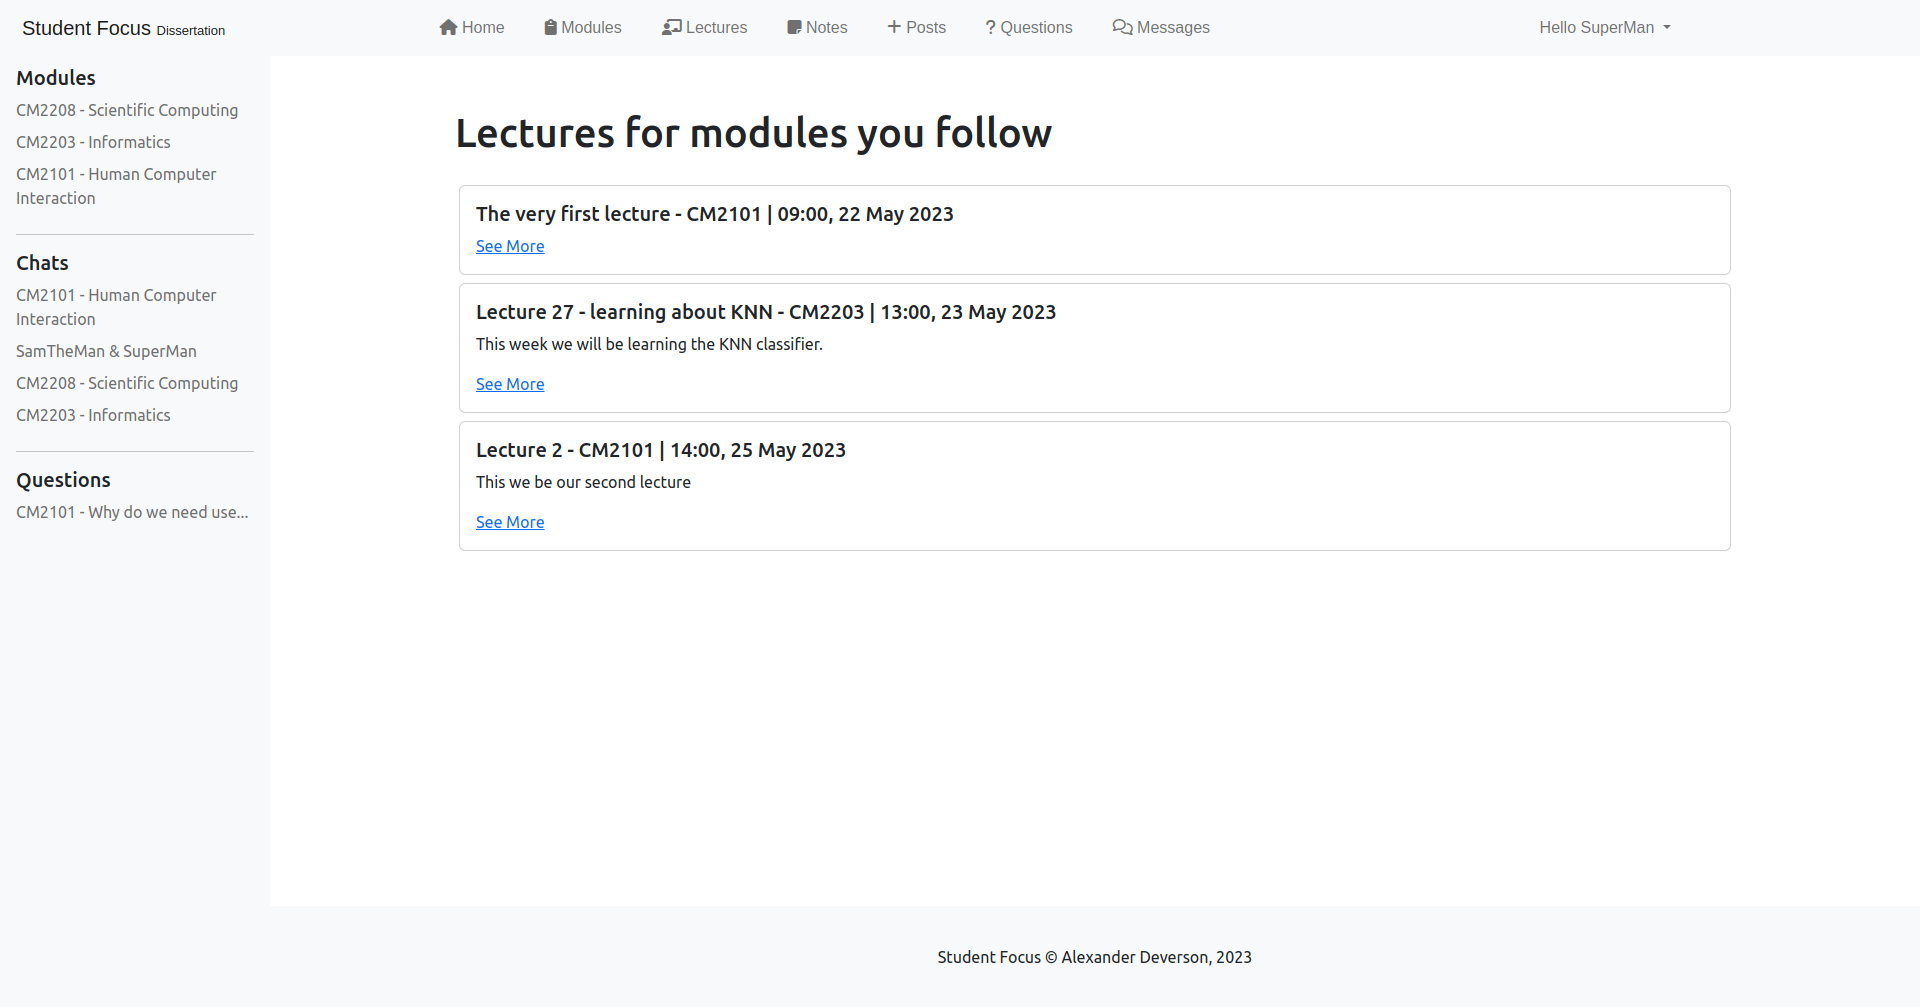 Student Focus Dissertation
Home
Modules
Lectures
Notes
Posts
Questions
Messages
Hello SuperMan
Modules
CM2208 - Scientific Computing
CM2203 - Informatics
CM2101 - Human Computer
Interaction
Chats
CM2101 - Human Computer
Interaction
SamTheMan & SuperMan
CM2208 - Scientific Computing
CM2203 - Informatics
Questions
CM2101 - Why do we need use...
Lectures for modules you follow
The very first lecture - CM2101 | 09:00, 22 May 2023
See More
Lecture 27 - learning about KNN - CM2203 | 13:00, 23 May 2023
This week we will be learning the KNN classifier.
See More
Lecture 2 - CM2101 | 14:00, 25 May 2023
This we be our second lecture
See More
Student Focus © Alexander Deverson, 2023